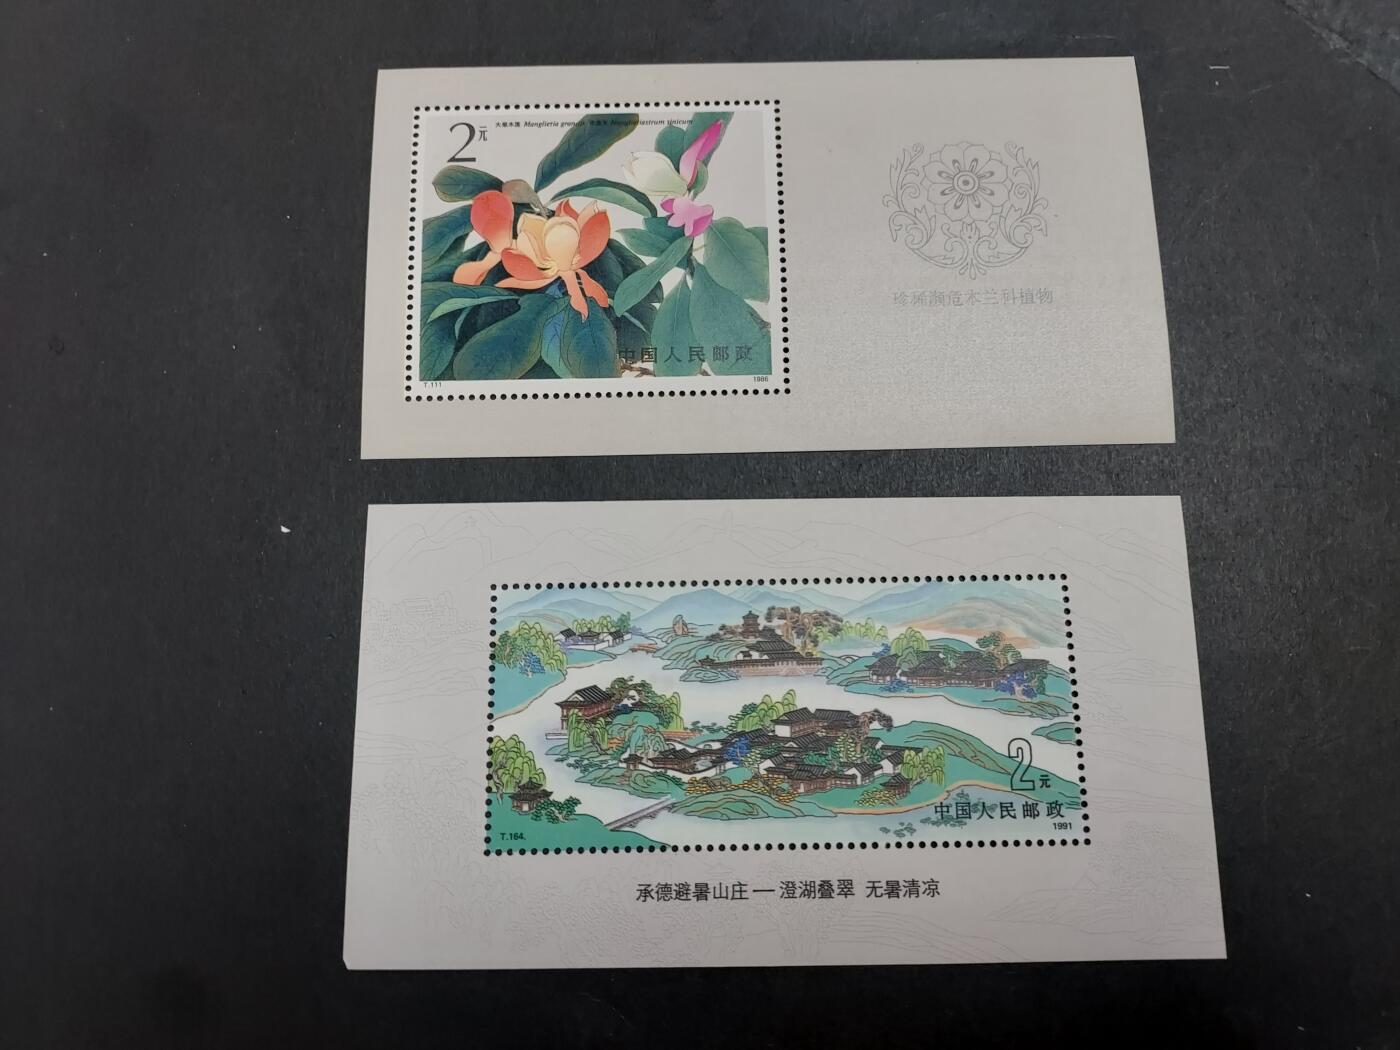 2元
大果木莲 Manglietia grandis 华盖木 Manglietiastrum sinicum
中国人民邮政
T.111 1986
珍稀濒危木兰科植物
2元
中国人民邮政
T.164. 1991
承德避暑山庄—澄湖叠翠 无暑清凉